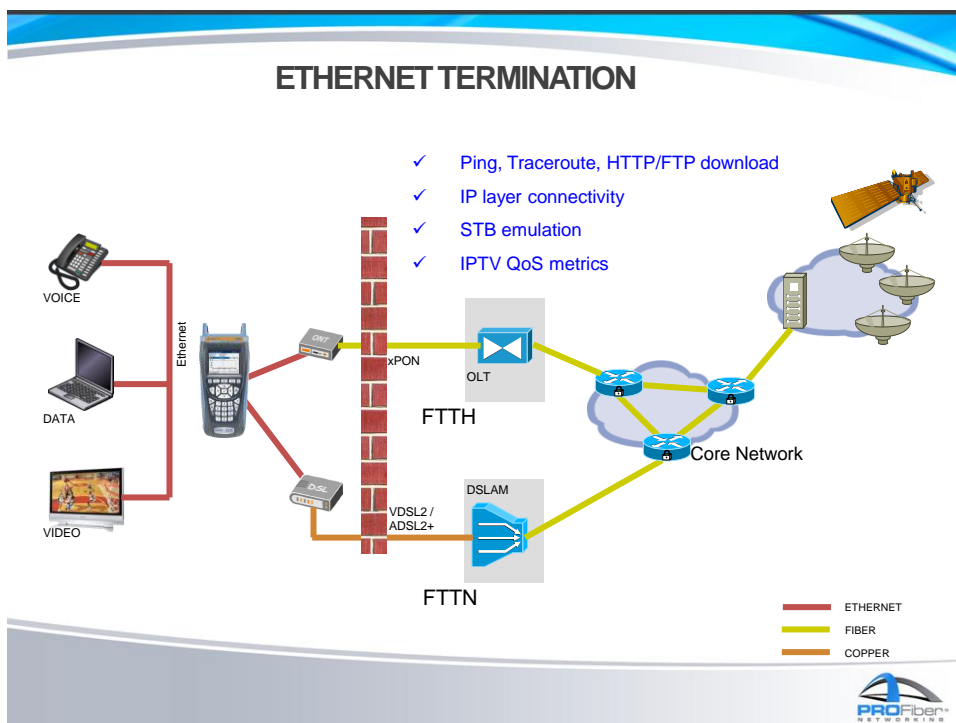 ETHERNET TERMINATION
✓ Ping, Traceroute, HTTP/FTP download
✓ IP layer connectivity
✓ STB emulation
✓ IPTV QoS metrics
VOICE
Ethernet
DATA
VIDEO
ONT
xPON
OLT
FTTH
Core Network
DSL
VDSL2 /
ADSL2+
DSLAM
FTTN
ETHERNET
FIBER
COPPER
PROFiber
NETWORKING